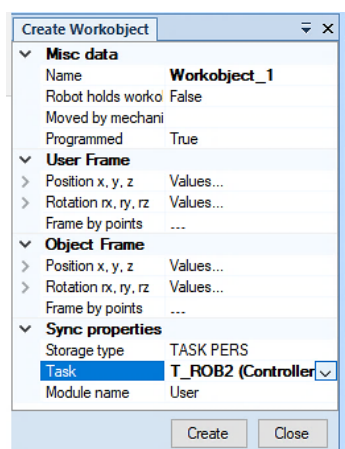 Create Workobject
Misc data
Name Workobject_1
Robot holds workol False
Moved by mechani
Programmed True
User Frame
Position x, y, z Values...
Rotation rx, ry, rz Values...
Frame by points ...
Object Frame
Position x, y, z Values...
Rotation rx, ry, rz Values...
Frame by points ...
Sync properties
Storage type TASK PERS
Task T_ROB2 (Controller
Module name User
Create Close